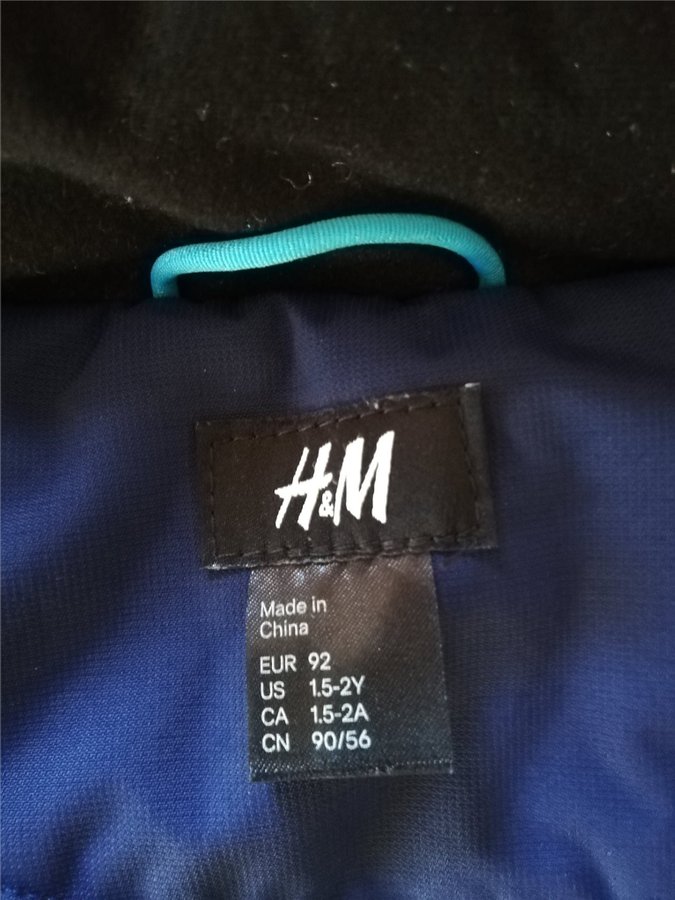 H&M
Made in
China
EUR 92
US 1.5-2Y
CA 1.5-2A
CN 90/56